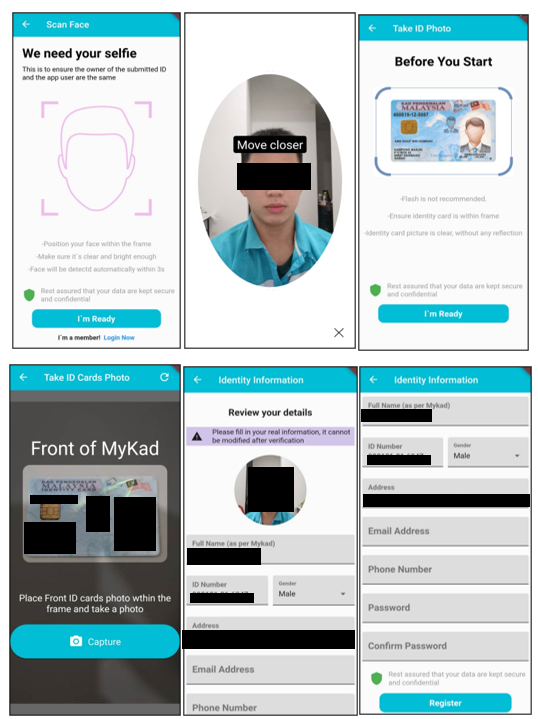 Scan Face
We need your selfie
This is to ensure the owner of the submitted ID
and the app user are the same
-Position your face within the frame
-Make sure it`s clear and bright enough
-Face will be detectd automatically within 3s
Rest assured that your data are kept secure
and confidential
I`m Ready
I`m a member! Login Now
Move closer
Take ID Photo
Before You Start
KAD PENGENALAN
MALAYSIA
IDENTITY CARD
-Flash is not recommended.
-Ensure identity card is within frame
-Identity card picture is clear, without any reflection
Rest assured that your data are kept secure
and confidential
I`m Ready
Take ID Cards Photo
Front of MyKad
KAD PENGENALAN
MALAYSIA
IDENTITY CARD
Place Front ID cards photo wthin the
frame and take a photo
Capture
Identity Information
Review your details
Please fill in your real information, it cannot
be modified after verification
Full Name (as per Mykad)
ID Number
Gender
Male
Address
Email Address
Phone Number
Identity Information
Full Name (as per Mykad)
ID Number
Gender
Male
Address
Email Address
Phone Number
Password
Confirm Password
Rest assured that your data are kept secure
and confidential
Register